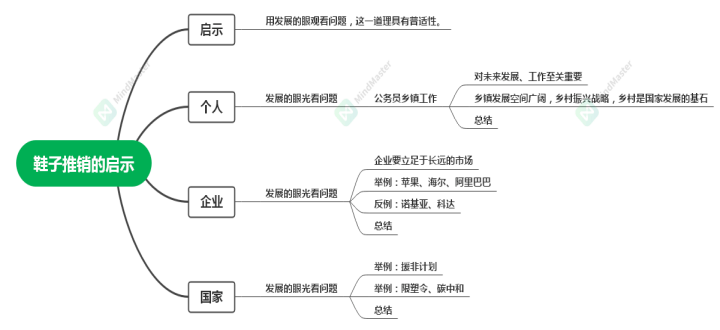 鞋子推销的启示
启示
用发展的眼观看问题，这一道理具有普适性。
个人
发展的眼光看问题
公务员乡镇工作
对未来发展、工作至关重要
乡镇发展空间广阔，乡村振兴战略，乡村是国家发展的基石
总结
企业
发展的眼光看问题
企业要立足于长远的市场
举例：苹果、海尔、阿里巴巴
反例：诺基亚、科达
总结
国家
发展的眼光看问题
举例：援非计划
举例：限塑令、碳中和
总结
MindMaster
MindMaster
MindMaster